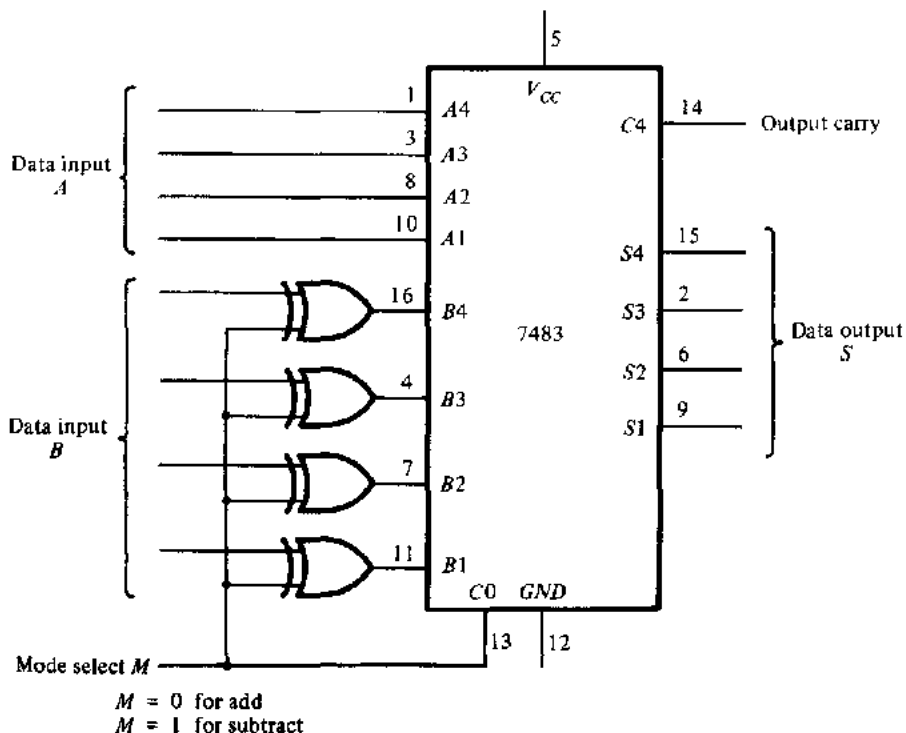 5
V_CC
1
A4
3
A3
8
A2
10
A1
Data input
A
C4
14
Output carry
15
S4
2
S3
6
S2
9
S1
Data output
S
7483
16
B4
4
B3
7
B2
11
B1
Data input
B
C0
GND
13
12
Mode select M
M = 0 for add
M = 1 for subtract